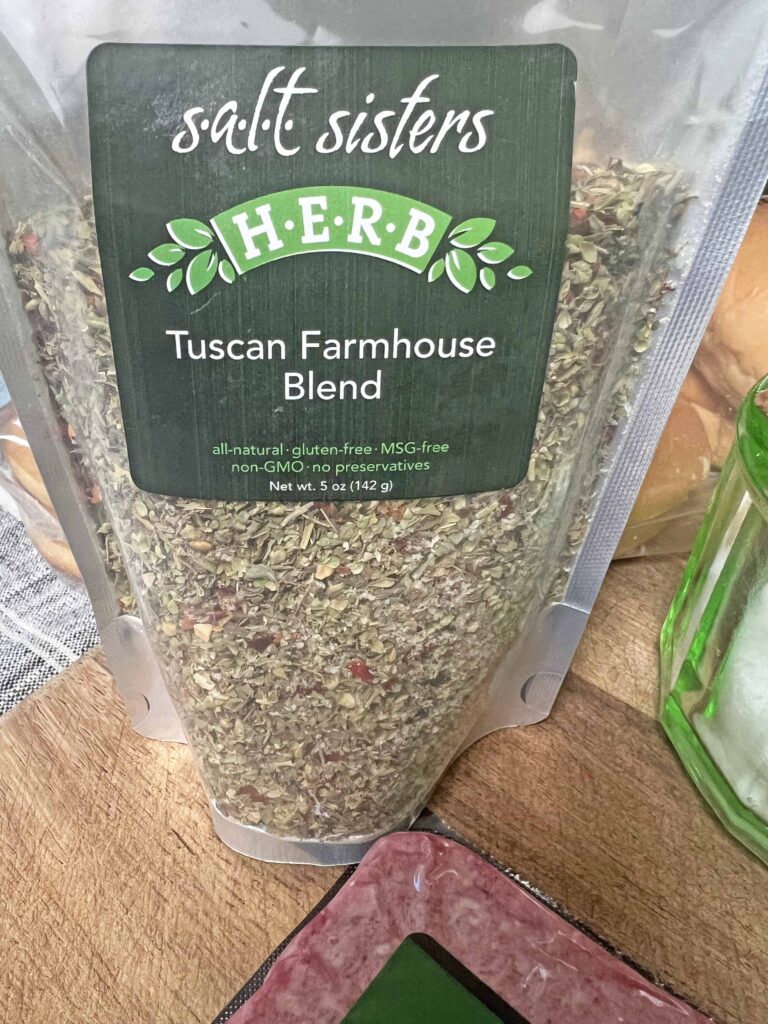 s·a·l·t· sisters
H·E·R·B
Tuscan Farmhouse
Blend
all-natural · gluten-free · MSG-free
non-GMO · no preservatives
Net wt. 5 oz (142 g)